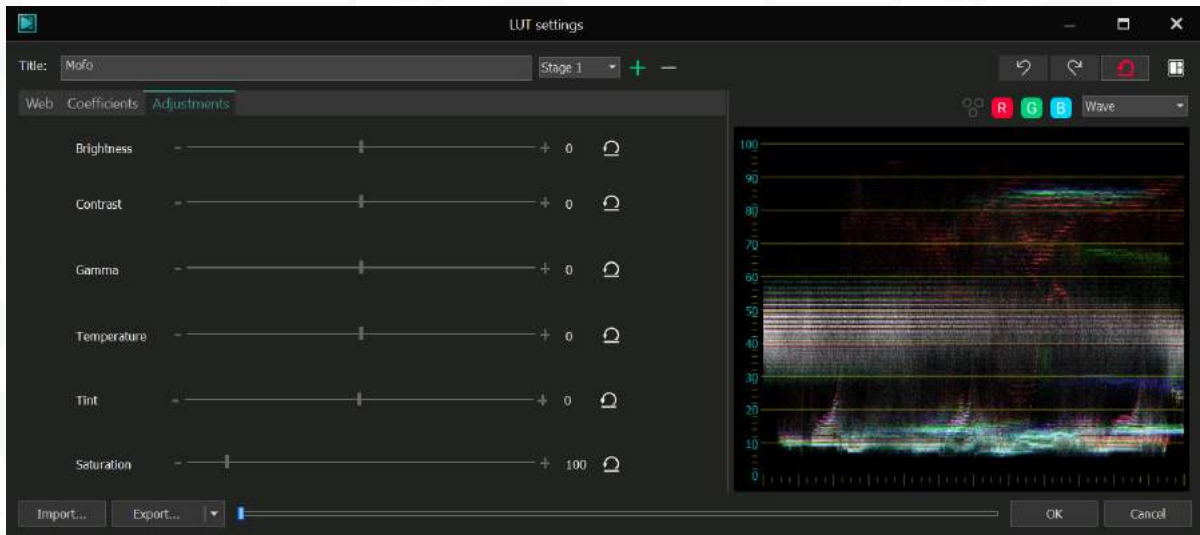 LUT settings
Title: Mofo Stage 1
Web Coefficients Adjustments
R G B Wave
Brightness - + 0
Contrast - + 0
Gamma - + 0
Temperature - + 0
Tint - + 0
Saturation - + 100
100
90
80
70
60
50
40
30
20
10
0
Import... Export... OK Cancel